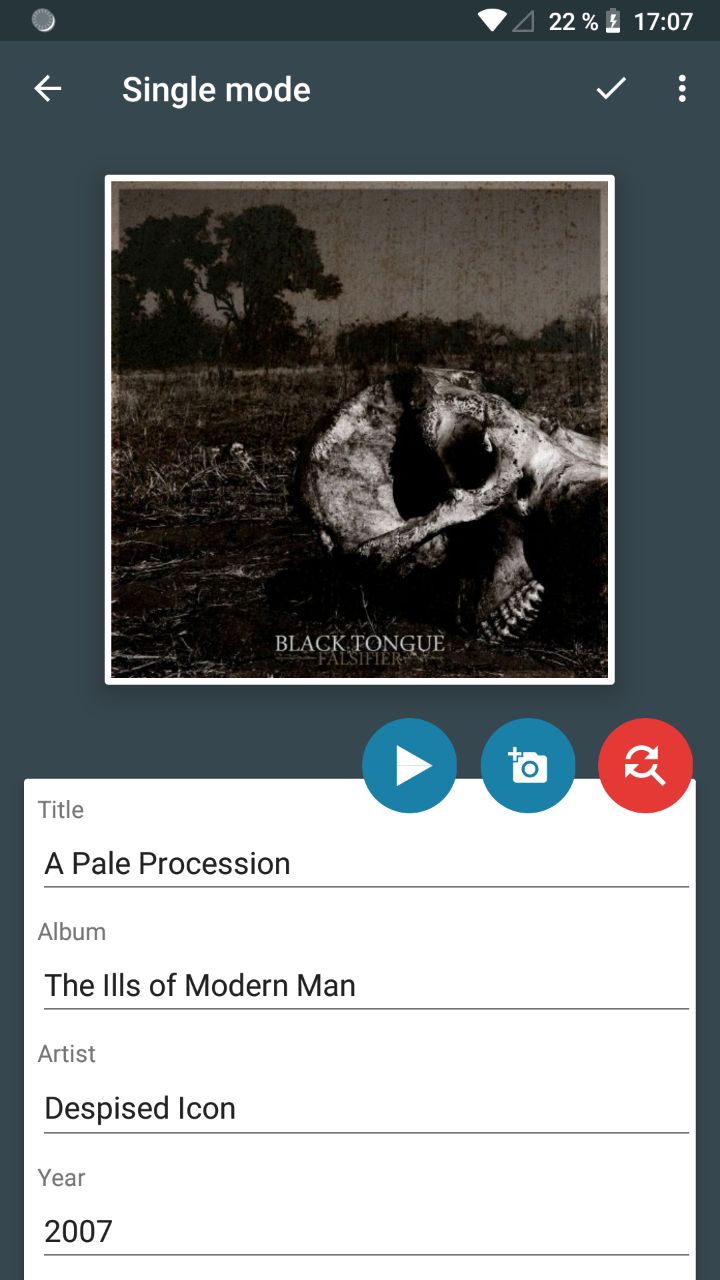 22 % 17:07
Single mode
BLACK TONGUE
FALSIFIER
Title
A Pale Procession
Album
The Ills of Modern Man
Artist
Despised Icon
Year
2007